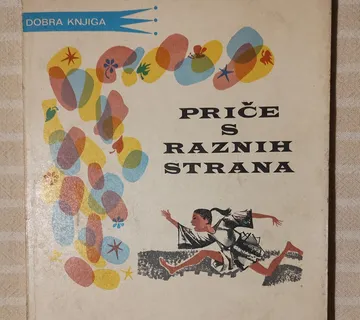 DOBRA KNJIGA
PRIČE
S
RAZNIH
STRANA